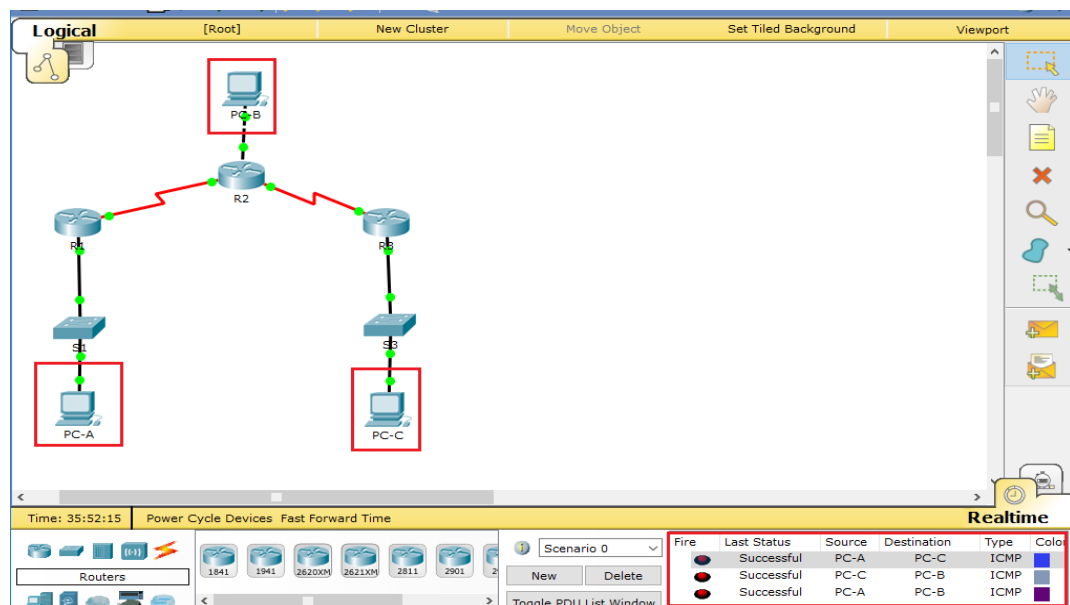 Logical [Root] New Cluster Move Object Set Tiled Background Viewport
PC-B
R2
R1 R3
S1 S3
PC-A PC-C
Time: 35:52:15 Power Cycle Devices Fast Forward Time Realtime
Routers
1841 1941 2620XM 2621XM 2811 2901
Scenario 0
New Delete
Toggle PDU List Window
Fire Last Status Source Destination Type Color
Successful PC-A PC-C ICMP
Successful PC-C PC-B ICMP
Successful PC-A PC-B ICMP